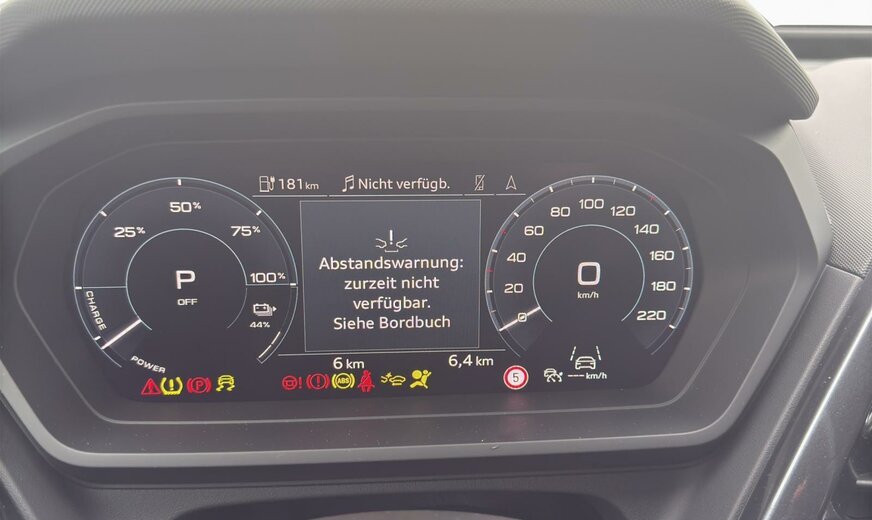 181 km
Nicht verfügb.
50%
25%
75%
100%
P
OFF
CHARGE
POWER
44%
Abstandswarnung:
zurzeit nicht
verfügbar.
Siehe Bordbuch
80 100 120
60
140
40
160
20
180
220
0
km/h
6 km
6,4 km
P
ABS
5
--- km/h